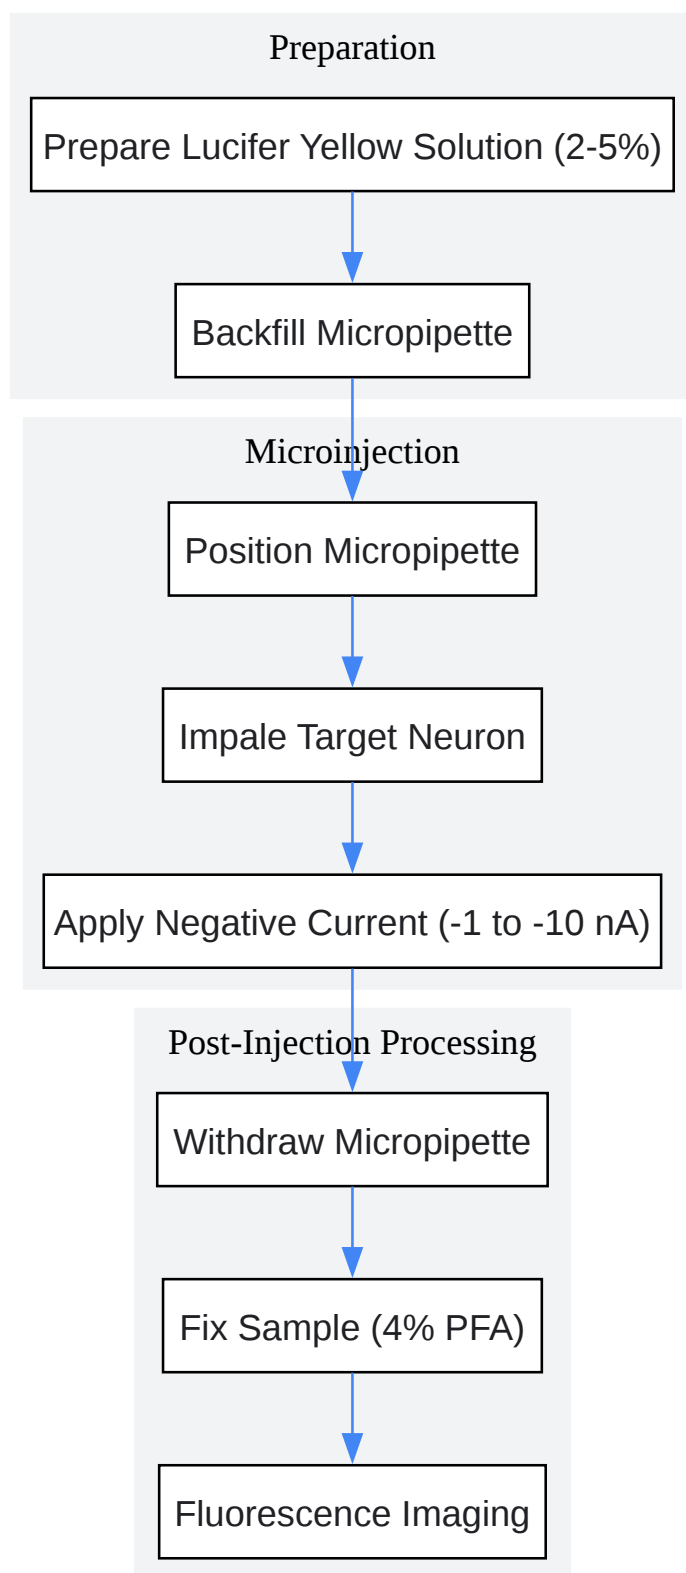 Preparation
Prepare Lucifer Yellow Solution (2-5%)
Backfill Micropipette
Microinjection
Position Micropipette
Impale Target Neuron
Apply Negative Current (-1 to -10 nA)
Post-Injection Processing
Withdraw Micropipette
Fix Sample (4% PFA)
Fluorescence Imaging